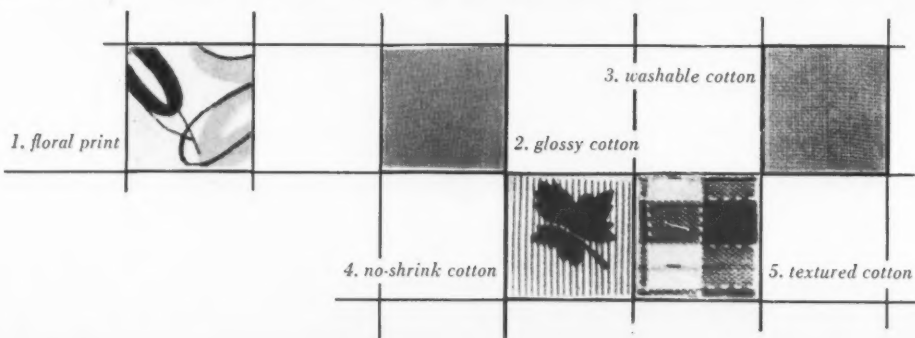 3. washable cotton
1. floral print
2. glossy cotton
4. no-shrink cotton
5. textured cotton